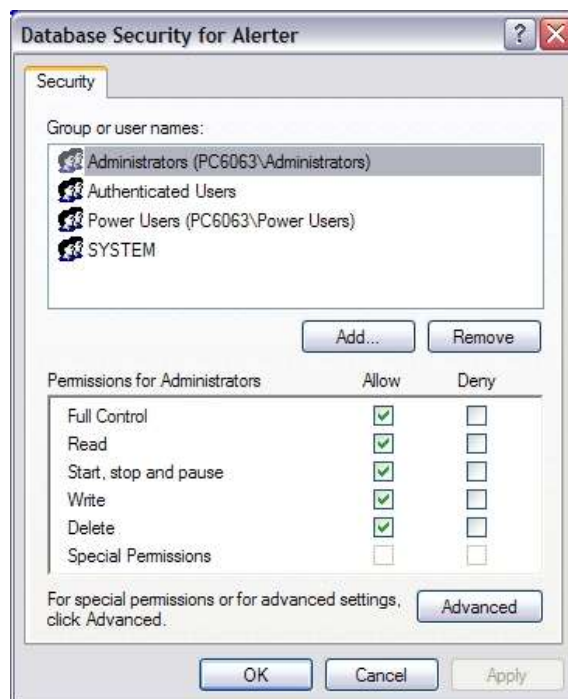 Database Security for Alerter
Security
Group or user names:
Administrators (PC6063\Administrators)
Authenticated Users
Power Users (PC6063\Power Users)
SYSTEM
Add... Remove
Permissions for Administrators Allow Deny
Full Control
Read
Start, stop and pause
Write
Delete
Special Permissions
For special permissions or for advanced settings,
click Advanced.
Advanced
OK Cancel Apply